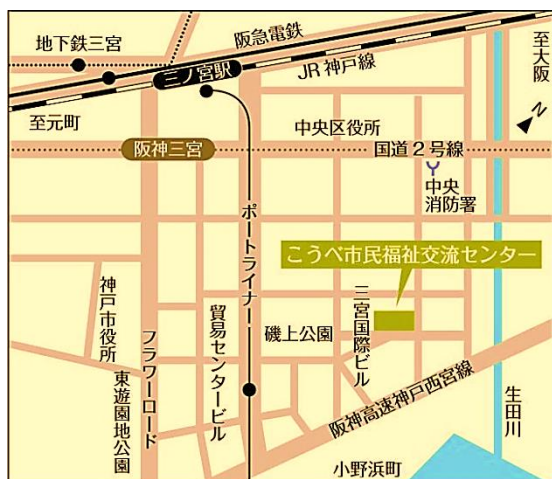 地下鉄三宮
阪急電鉄
三ノ宮駅
JR 神戸線
至大阪
至元町
中央区役所
阪神三宮
国道2号線
中央
消防署
ポートライナー
こうべ市民福祉交流センター
神戸市役所
東遊園地公園
フラワーロード
貿易センタービル
磯上公園
三宮国際ビル
阪神高速神戸西宮線
生田川
小野浜町